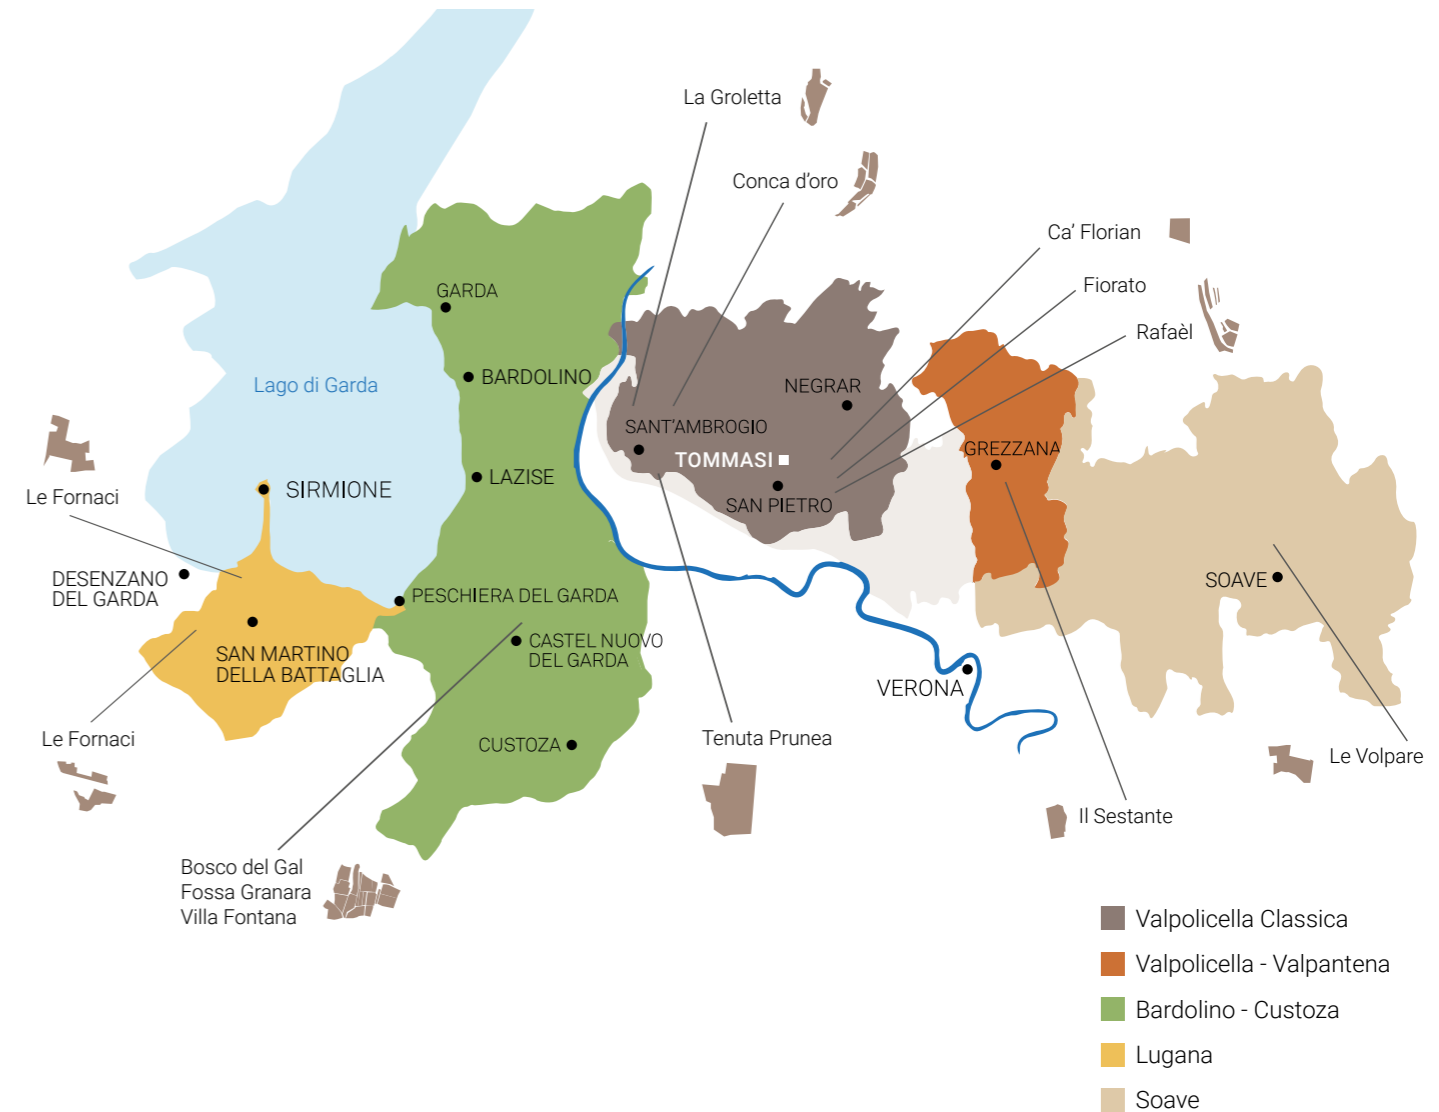 La Groletta
Conca d'oro
Ca' Florian
Fiorato
Rafaèl
GARDA
BARDOLINO
Lago di Garda
NEGRAR
SANT'AMBROGIO
TOMMASI
GREZZANA
LAZISE
SIRMIONE
Le Fornaci
SAN PIETRO
DESENZANO
DEL GARDA
PESCHIERA DEL GARDA
SOAVE
CASTEL NUOVO
DEL GARDA
SAN MARTINO
DELLA BATTAGLIA
VERONA
Le Fornaci
CUSTOZA
Tenuta Prunea
Le Volpare
Il Sestante
Bosco del Gal
Fossa Granara
Villa Fontana
Valpolicella Classica
Valpolicella - Valpantena
Bardolino - Custoza
Lugana
Soave